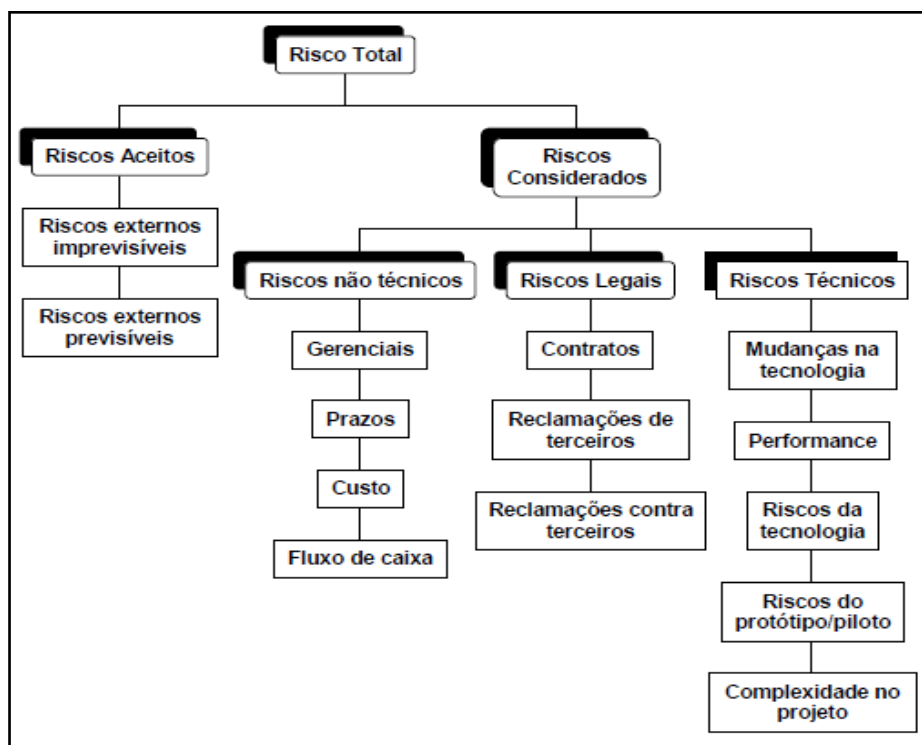 Risco Total
Riscos Aceitos
Riscos
Considerados
Riscos externos
imprevisíveis
Riscos externos
previsíveis
Riscos não técnicos
Gerenciais
Prazos
Custo
Fluxo de caixa
Riscos Legais
Contratos
Reclamações de
terceiros
Reclamações contra
terceiros
Riscos Técnicos
Mudanças na
tecnologia
Performance
Riscos da
tecnologia
Riscos do
protótipo/piloto
Complexidade no
projeto